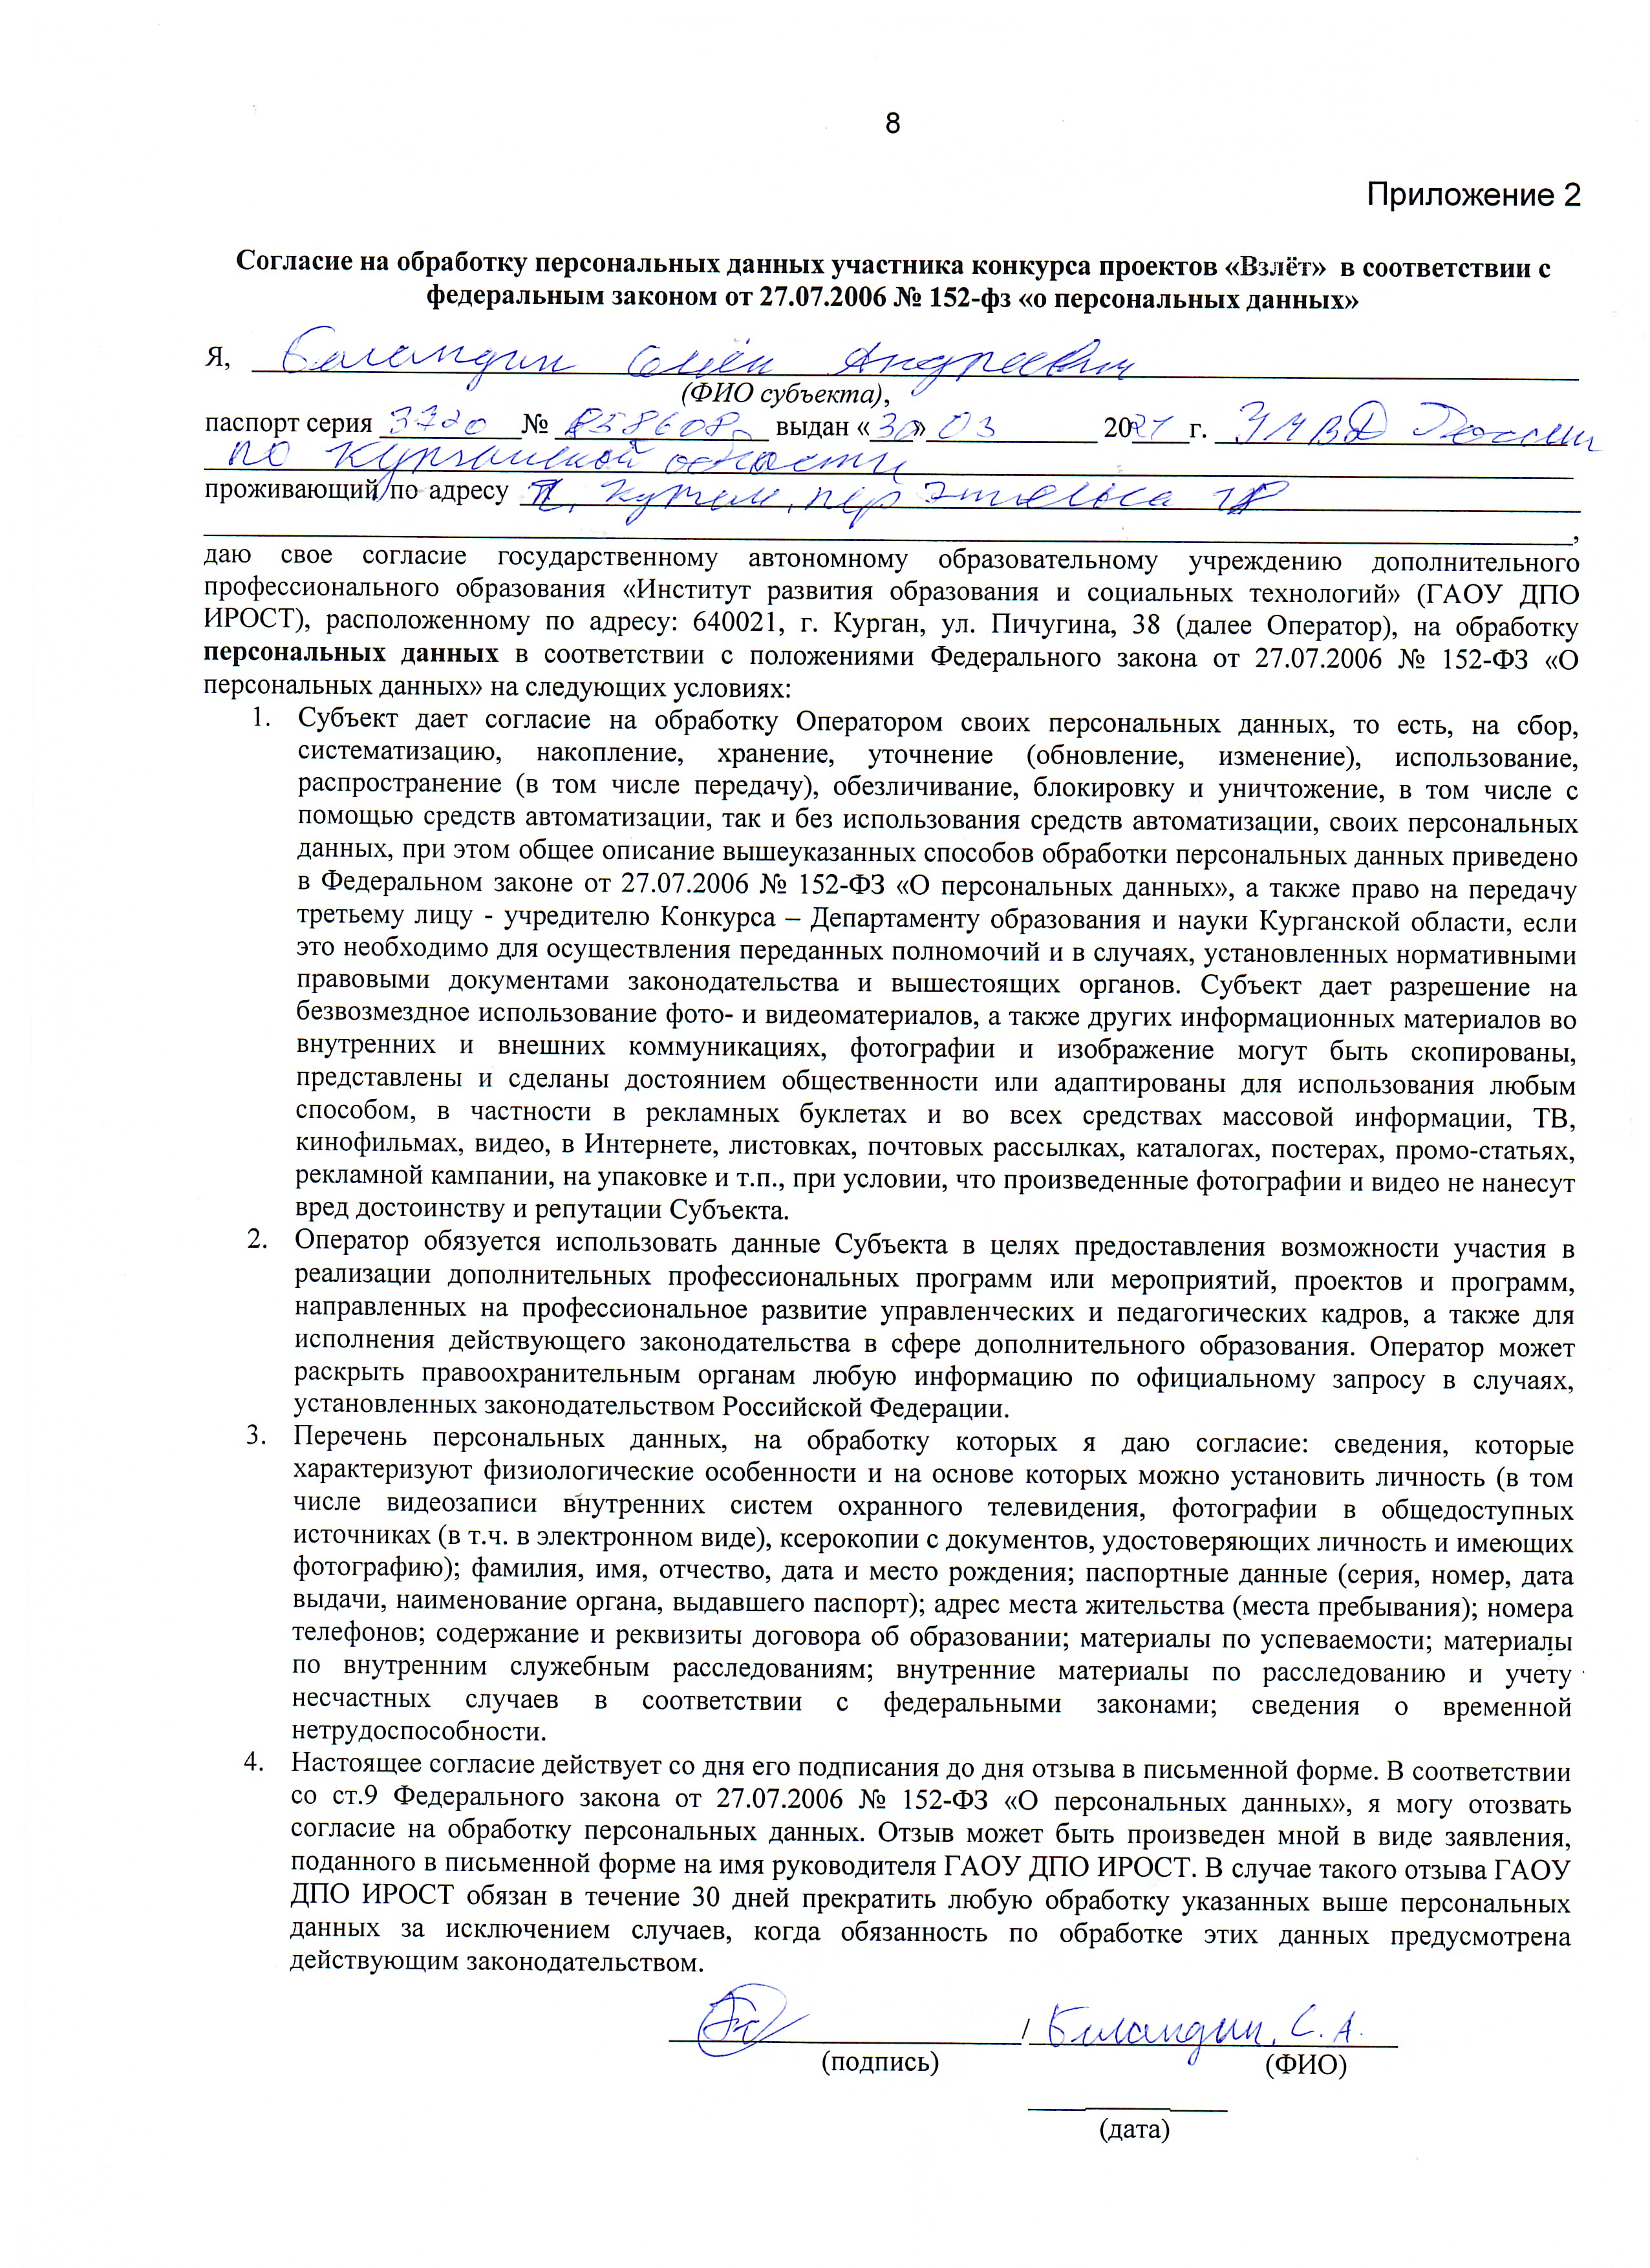 8
Приложение 2
Согласие на обработку персональных данных участника конкурса проектов «Взлёт» в соответствии с
федеральным законом от 27.07.2006 № 152-фз «о персональных данных»
Я, Баландин Семён Андреевич
(ФИО субъекта),
паспорт серия 3720 № 858608 выдан «30» 03 2021 г. УМВД России
по Курганской области
проживающий по адресу пер Энгельса
,
даю свое согласие государственному автономному образовательному учреждению дополнительного
профессионального образования «Институт развития образования и социальных технологий» (ГАОУ ДПО
ИРОСТ), расположенному по адресу: 640021, г. Курган, ул. Пичугина, 38 (далее Оператор), на обработку
персональных данных в соответствии с положениями Федерального закона от 27.07.2006 № 152-ФЗ «О
персональных данных» на следующих условиях:
1. Субъект дает согласие на обработку Оператором своих персональных данных, то есть, на сбор,
систематизацию, накопление, хранение, уточнение (обновление, изменение), использование,
распространение (в том числе передачу), обезличивание, блокировку и уничтожение, в том числе с
помощью средств автоматизации, так и без использования средств автоматизации, своих персональных
данных, при этом общее описание вышеуказанных способов обработки персональных данных приведено
в Федеральном законе от 27.07.2006 № 152-ФЗ «О персональных данных», а также право на передачу
третьему лицу - учредителю Конкурса – Департаменту образования и науки Курганской области, если
это необходимо для осуществления переданных полномочий и в случаях, установленных нормативными
правовыми документами законодательства и вышестоящих органов. Субъект дает разрешение на
безвозмездное использование фото- и видеоматериалов, а также других информационных материалов во
внутренних и внешних коммуникациях, фотографии и изображение могут быть скопированы,
представлены и сделаны достоянием общественности или адаптированы для использования любым
способом, в частности в рекламных буклетах и во всех средствах массовой информации, ТВ,
кинофильмах, видео, в Интернете, листовках, почтовых рассылках, каталогах, постерах, промо-статьях,
рекламной кампании, на упаковке и т.п., при условии, что произведенные фотографии и видео не нанесут
вред достоинству и репутации Субъекта.
2. Оператор обязуется использовать данные Субъекта в целях предоставления возможности участия в
реализации дополнительных профессиональных программ или мероприятий, проектов и программ,
направленных на профессиональное развитие управленческих и педагогических кадров, а также для
исполнения действующего законодательства в сфере дополнительного образования. Оператор может
раскрыть правоохранительным органам любую информацию по официальному запросу в случаях,
установленных законодательством Российской Федерации.
3. Перечень персональных данных, на обработку которых я даю согласие: сведения, которые
характеризуют физиологические особенности и на основе которых можно установить личность (в том
числе видеозаписи внутренних систем охранного телевидения, фотографии в общедоступных
источниках (в т.ч. в электронном виде), ксерокопии с документов, удостоверяющих личность и имеющих
фотографию); фамилия, имя, отчество, дата и место рождения; паспортные данные (серия, номер, дата
выдачи, наименование органа, выдавшего паспорт); адрес места жительства (места пребывания); номера
телефонов; содержание и реквизиты договора об образовании; материалы по успеваемости; материалы
по внутренним служебным расследованиям; внутренние материалы по расследованию и учету
несчастных случаев в соответствии с федеральными законами; сведения о временной
нетрудоспособности.
4. Настоящее согласие действует со дня его подписания до дня отзыва в письменной форме. В соответствии
со ст.9 Федерального закона от 27.07.2006 № 152-ФЗ «О персональных данных», я могу отозвать
согласие на обработку персональных данных. Отзыв может быть произведен мной в виде заявления,
поданного в письменной форме на имя руководителя ГАОУ ДПО ИРОСТ. В случае такого отзыва ГАОУ
ДПО ИРОСТ обязан в течение 30 дней прекратить любую обработку указанных выше персональных
данных за исключением случаев, когда обязанность по обработке этих данных предусмотрена
действующим законодательством.
/ Баландин, С.А.
(подпись) (ФИО)
(дата)